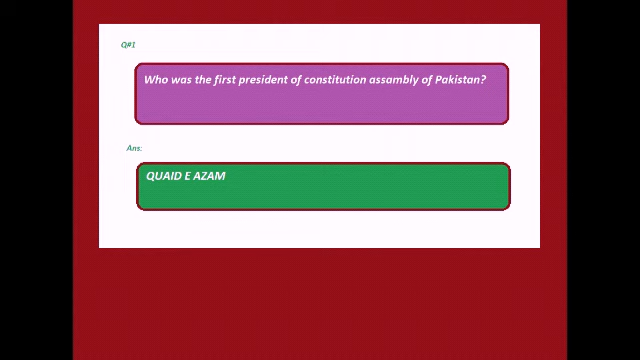 Q#1
Who was the first president of constitution assambly of Pakistan?
Ans:
QUAID E AZAM